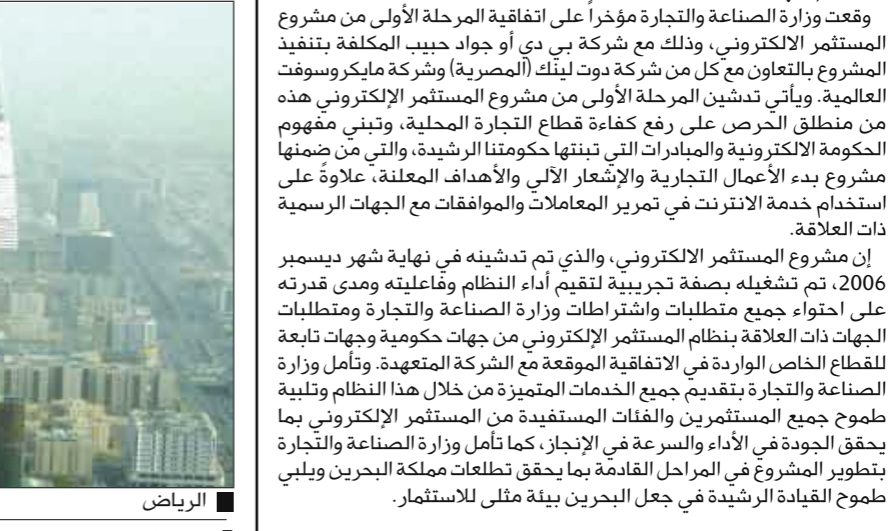 وقعت وزارة الصناعة والتجارة مؤخراً على اتفاقية المرحلة الأولى من مشروع
المستثمر الالكتروني، وذلك مع شركة بي دي أو جواد حبيب المكلفة بتنفيذ
المشروع بالتعاون مع كل من شركة دوت لينك (المصرية) وشركة مايكروسوفت
العالمية. ويأتي تدشين المرحلة الأولى من مشروع المستثمر الإلكتروني هذه
من منطلق الحرص على رفع كفاءة قطاع التجارة المحلية، وتبني مفهوم
الحكومة الالكترونية والمبادرات التي تبنتها حكومتنا الرشيدة، والتي من ضمنها
مشروع بدء الأعمال التجارية والإشعار الآلي والأهداف المعلنة، علاوةً على
استخدام خدمة الانترنت في تمرير المعاملات والموافقات مع الجهات الرسمية
ذات العلاقة.
إن مشروع المستثمر الالكتروني، والذي تم تدشينه في نهاية شهر ديسمبر
2006، تم تشغيله بصفة تجريبية لتقيم أداء النظام وفاعليته ومدى قدرته
على احتواء جميع متطلبات واشتراطات وزارة الصناعة والتجارة ومتطلبات
الجهات ذات العلاقة بنظام المستثمر الإلكتروني من جهات حكومية وجهات تابعة
للقطاع الخاص الواردة في الاتفاقية الموقعة مع الشركة المتعهدة. وتأمل وزارة
الصناعة والتجارة بتقديم جميع الخدمات المتميزة من خلال هذا النظام وتلبية
طموح جميع المستثمرين والفئات المستفيدة من المستثمر الإلكتروني بما
يحقق الجودة في الأداء والسرعة في الإنجاز، كما تأمل وزارة الصناعة والتجارة
بتطوير المشروع في المراحل القادمة بما يحقق تطلعات مملكة البحرين ويلبي
طموح القيادة الرشيدة في جعل البحرين بيئة مثلى للاستثمار.
الرياض